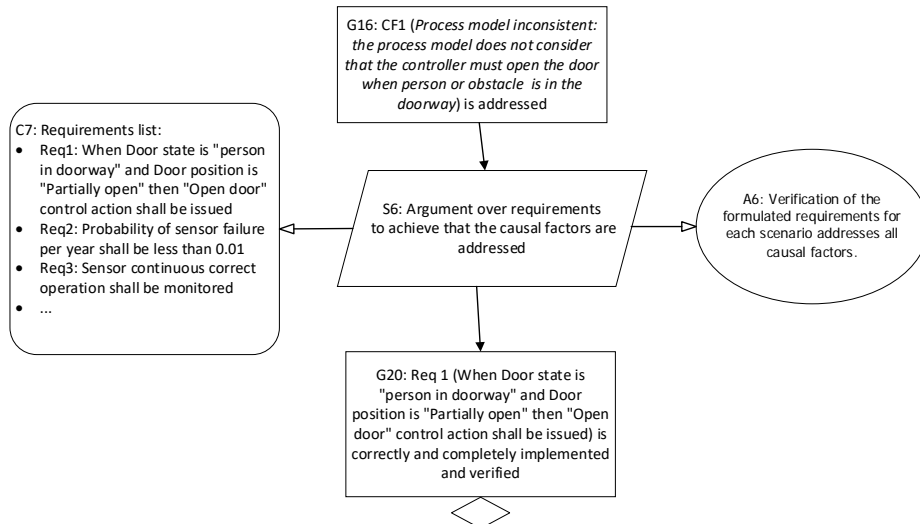 G16: CF1 (Process model inconsistent:
the process model does not consider
that the controller must open the door
when person or obstacle is in the
doorway) is addressed
C7: Requirements list:
• Req1: When Door state is "person
in doorway" and Door position is
"Partially open" then "Open door"
control action shall be issued
• Req2: Probability of sensor failure
per year shall be less than 0.01
• Req3: Sensor continuous correct
operation shall be monitored
• ...
S6: Argument over requirements
to achieve that the causal factors are
addressed
A6: Verification of the
formulated requirements for
each scenario addresses all
causal factors.
G20: Req 1 (When Door state is
"person in doorway" and Door
position is "Partially open" then "Open
door" control action shall be issued) is
correctly and completely implemented
and verified